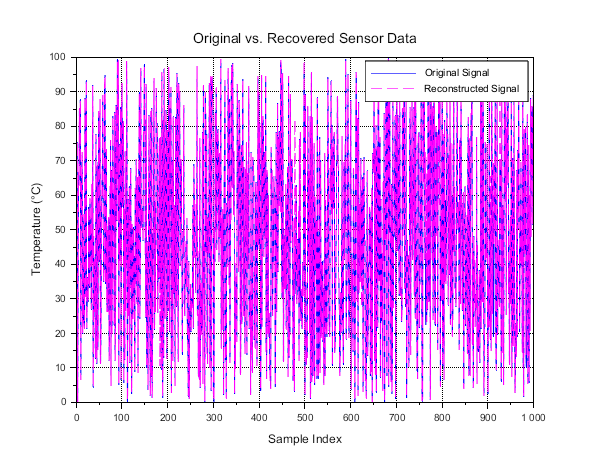 Original vs. Recovered Sensor Data
Original Signal
Reconstructed Signal
Temperature (°C)
100
90
80
70
60
50
40
30
20
10
0
0 100 200 300 400 500 600 700 800 900 1 000
Sample Index